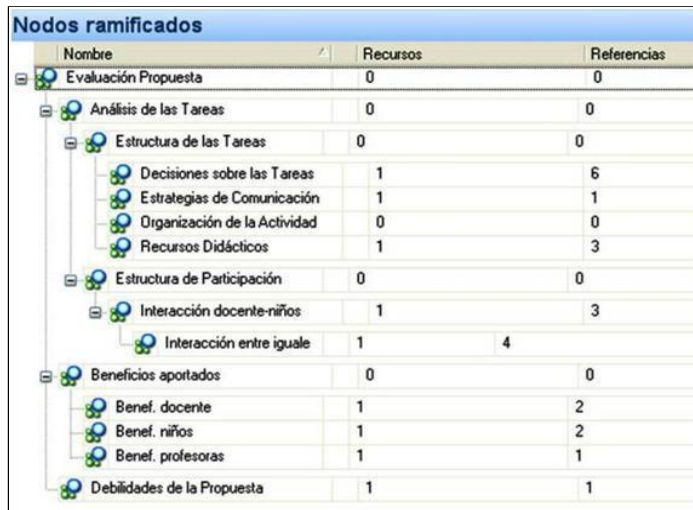 Nodos ramificados
Nombre Recursos Referencias
Evaluación Propuesta 0 0
Análisis de las Tareas 0 0
Estructura de las Tareas 0 0
Decisiones sobre las Tareas 1 6
Estrategias de Comunicación 1 1
Organización de la Actividad 0 0
Recursos Didácticos 1 3
Estructura de Participación 0 0
Interacción docente-niños 1 3
Interacción entre iguale 1 4
Beneficios aportados 0 0
Benef. docente 1 2
Benef. niños 1 2
Benef. profesoras 1 1
Debilidades de la Propuesta 1 1